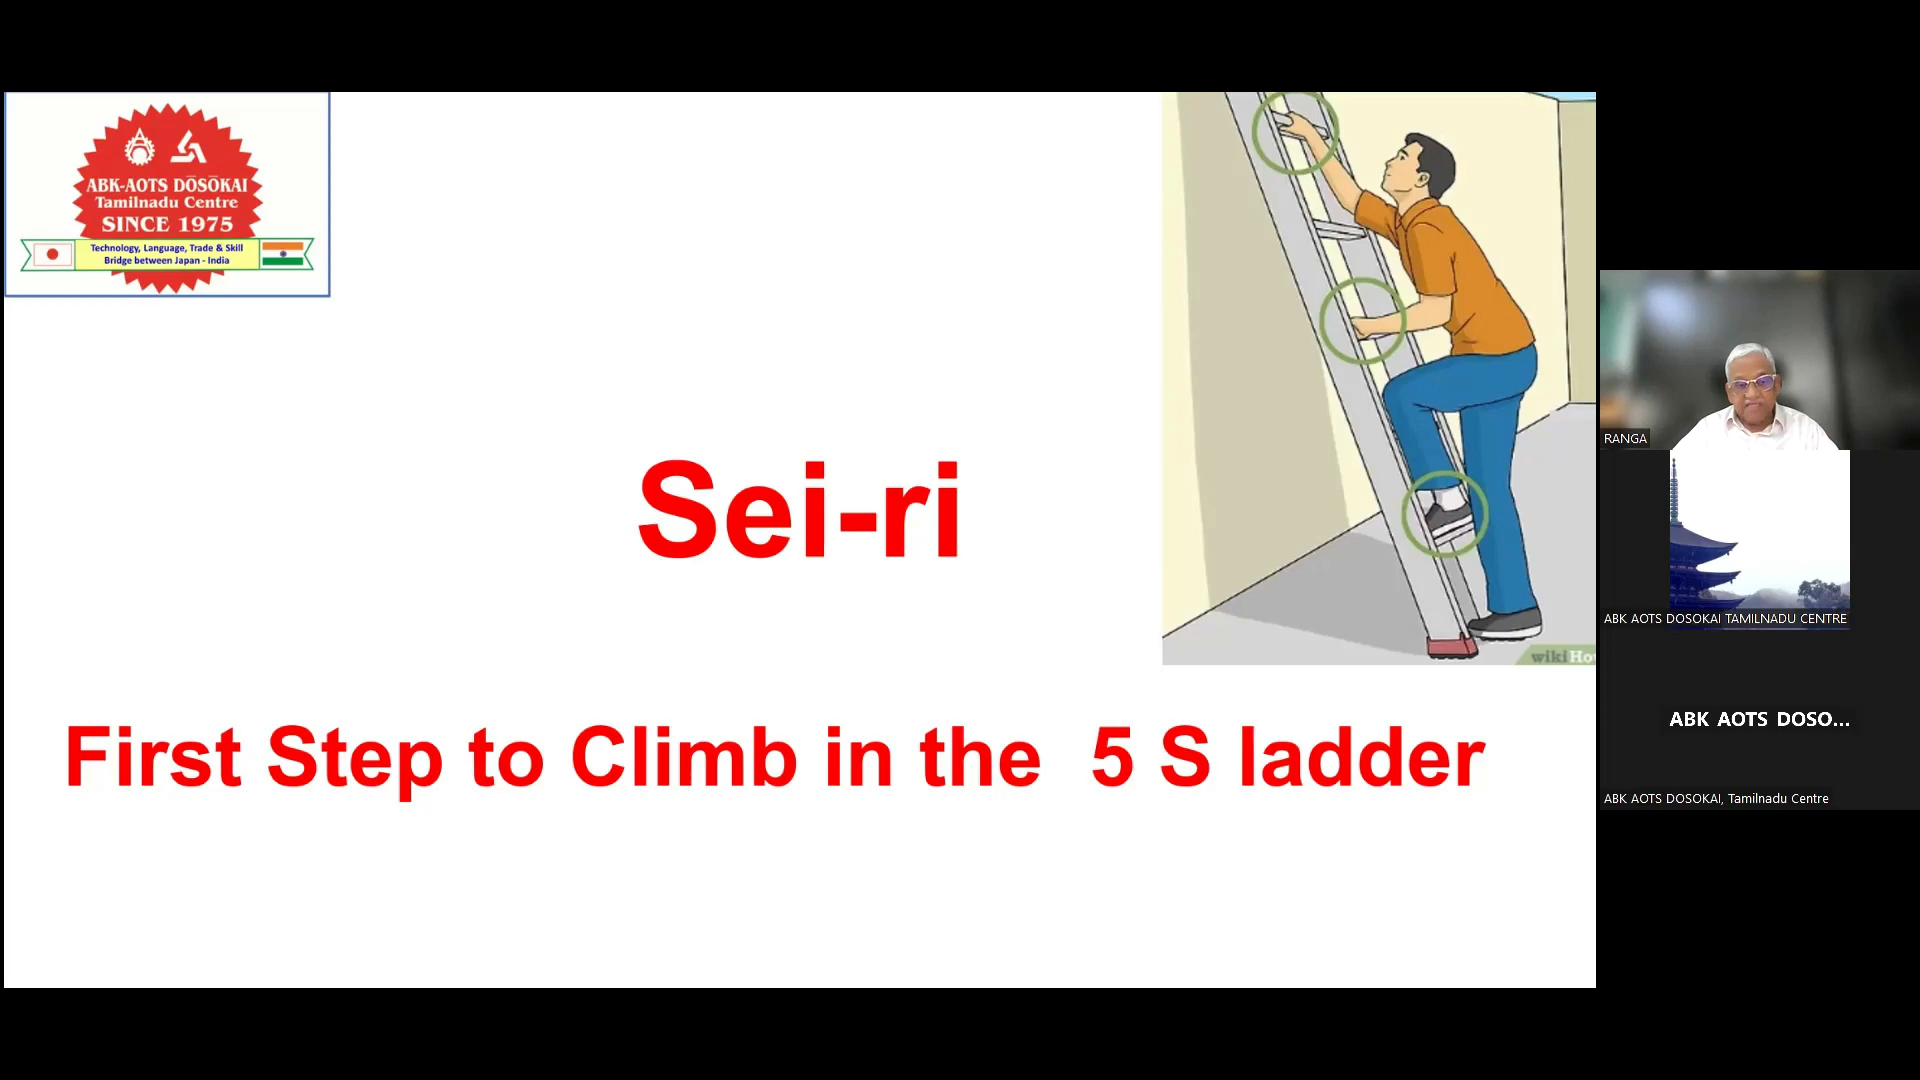 ABK-AOTS DŌSŌKAI
Tamilnadu Centre
SINCE 1975
Technology, Language, Trade & Skill
Bridge between Japan - India
Sei-ri
wikiHo
First Step to Climb in the  5 S ladder
RANGA
ABK AOTS DOSOKAI TAMILNADU CENTRE
ABK AOTS DOSO...
ABK AOTS DOSOKAI, Tamilnadu Centre